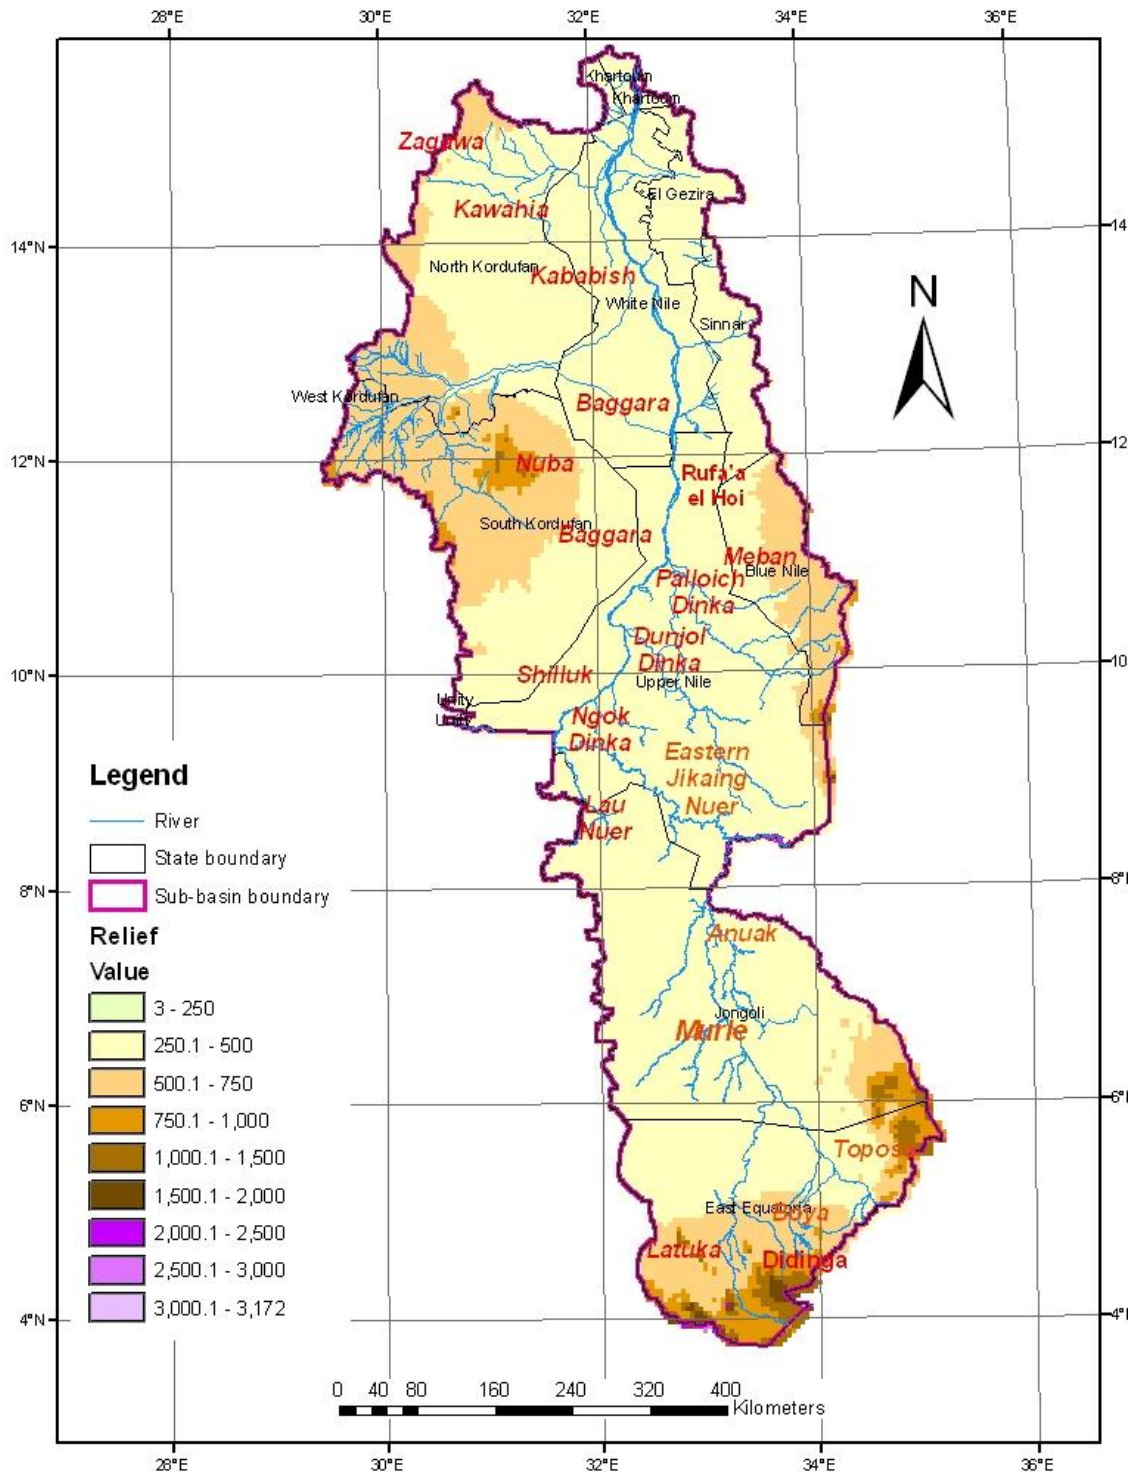 28°E 30°E 32°E 34°E 36°E
Khartoum
Khartoum
Zagawa
El Gezira
Kawahia
14°N
14
North Kordufan
Kababish
White Nile
N
Sinnar
West Kordufan
Baggara
12°N
12
Nuba
Rufa'a
el Hoi
South Kordufan
Baggara
Meban
Blue Nile
Palloich
Dinka
Dunjol
Dinka
10°N
10
Shilluk
Upper Nile
Unity
Unity
Ngok
Dinka
Eastern
Jikaing
Nuer
Lau
Nuer
Legend
River
State boundary
Sub-basin boundary
8°N
8°
Relief
Value
3 - 250
250.1 - 500
500.1 - 750
750.1 - 1,000
1,000.1 - 1,500
1,500.1 - 2,000
2,000.1 - 2,500
2,500.1 - 3,000
3,000.1 - 3,172
Anuak
Jongoli
Murle
6°N
6°N
Toposa
East Equatoria
Boya
Latuka
Didinga
4°N
4°N
0 40 80 160 240 320 400
Kilometers
28°E 30°E 32°E 34°E 36°E